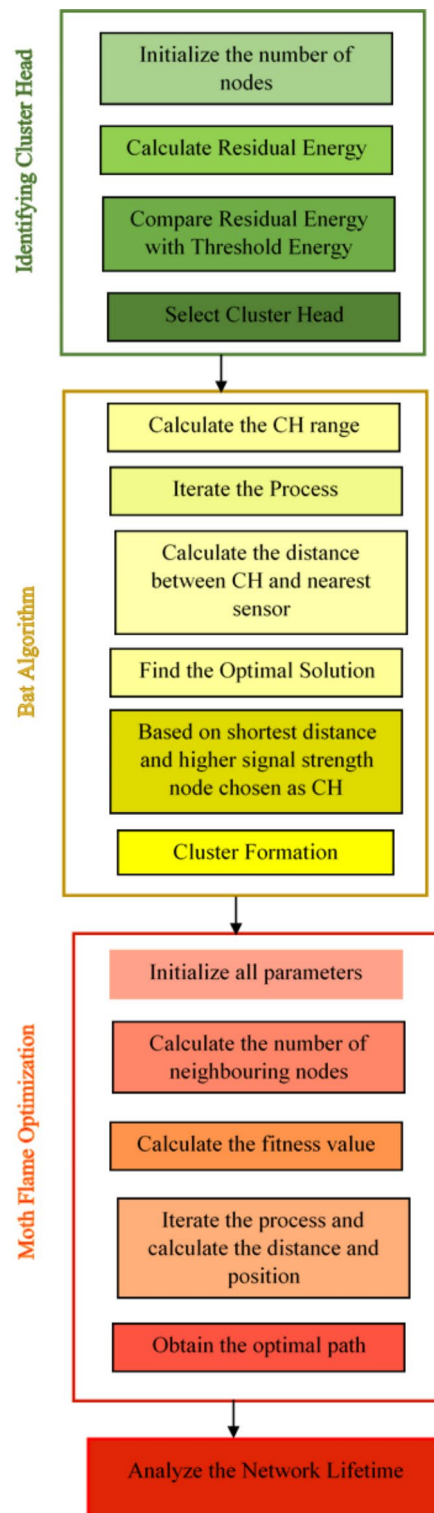 Identifying Cluster Head
Initialize the number of
nodes
Calculate Residual Energy
Compare Residual Energy
with Threshold Energy
Select Cluster Head
Bat Algorithm
Calculate the CH range
Iterate the Process
Calculate the distance
between CH and nearest
sensor
Find the Optimal Solution
Based on shortest distance
and higher signal strength
node chosen as CH
Cluster Formation
Moth Flame Optimization
Initialize all parameters
Calculate the number of
neighbouring nodes
Calculate the fitness value
Iterate the process and
calculate the distance and
position
Obtain the optimal path
Analyze the Network Lifetime